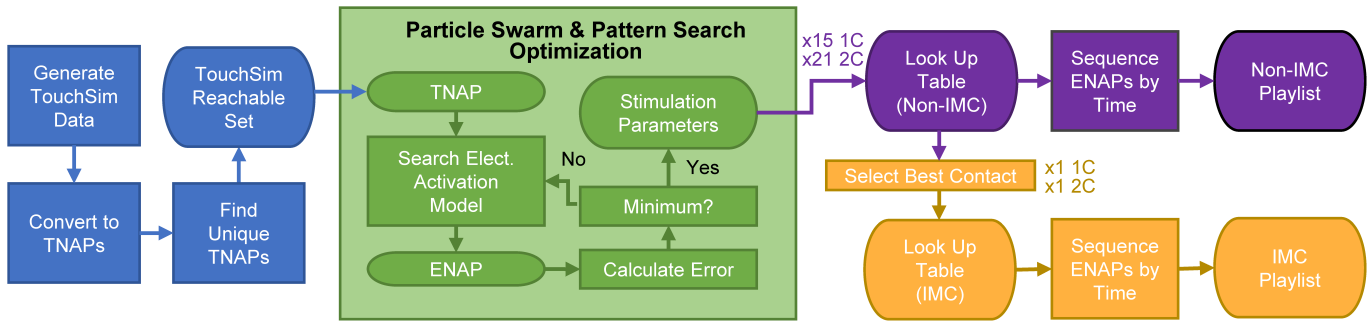 Generate
TouchSim
Data
Convert to
TNAPs
Find
Unique
TNAPs
TouchSim
Reachable
Set
Particle Swarm & Pattern Search
Optimization
TNAP
Search Elect.
Activation
Model
ENAP
Calculate Error
Minimum?
No
Yes
Stimulation
Parameters
x15 1C
x21 2C
Look Up
Table
(Non-IMC)
Sequence
ENAPs by
Time
Non-IMC
Playlist
Select Best Contact
x1 1C
x1 2C
Look Up
Table
(IMC)
Sequence
ENAPs by
Time
IMC
Playlist